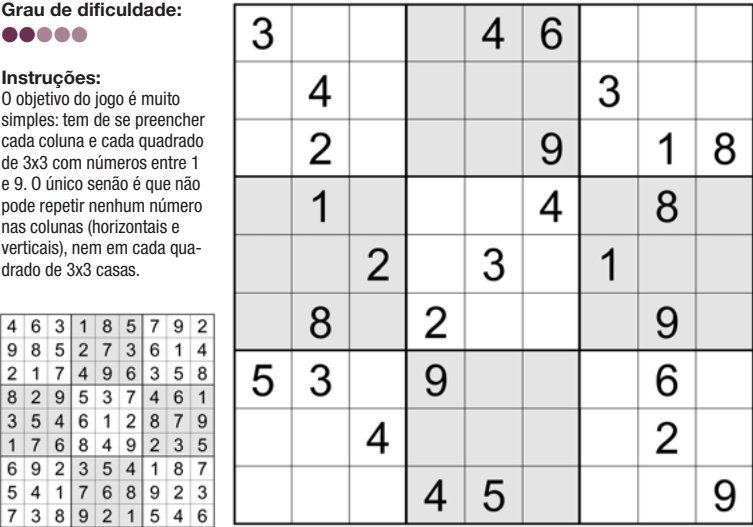 Grau de dificuldade:
Instruções:
O objetivo do jogo é muito
simples: tem de se preencher
cada coluna e cada quadrado
de 3x3 com números entre 1
e 9. O único senão é que não
pode repetir nenhum número
nas colunas (horizontais e
verticais), nem em cada qua-
drado de 3x3 casas.
4 6 3 1 8 5 7 9 2
9 8 5 2 7 3 6 1 4
2 1 7 4 9 6 3 5 8
8 2 9 5 3 7 4 6 1
3 5 4 6 1 2 8 7 9
1 7 6 8 4 9 2 3 5
6 9 2 3 5 4 1 8 7
5 4 1 7 6 8 9 2 3
7 3 8 9 2 1 5 4 6
3 4 6
4 3
2 9 1 8
1 4 8
2 3 1
8 2 9
5 3 9 6
4 2
4 5 9